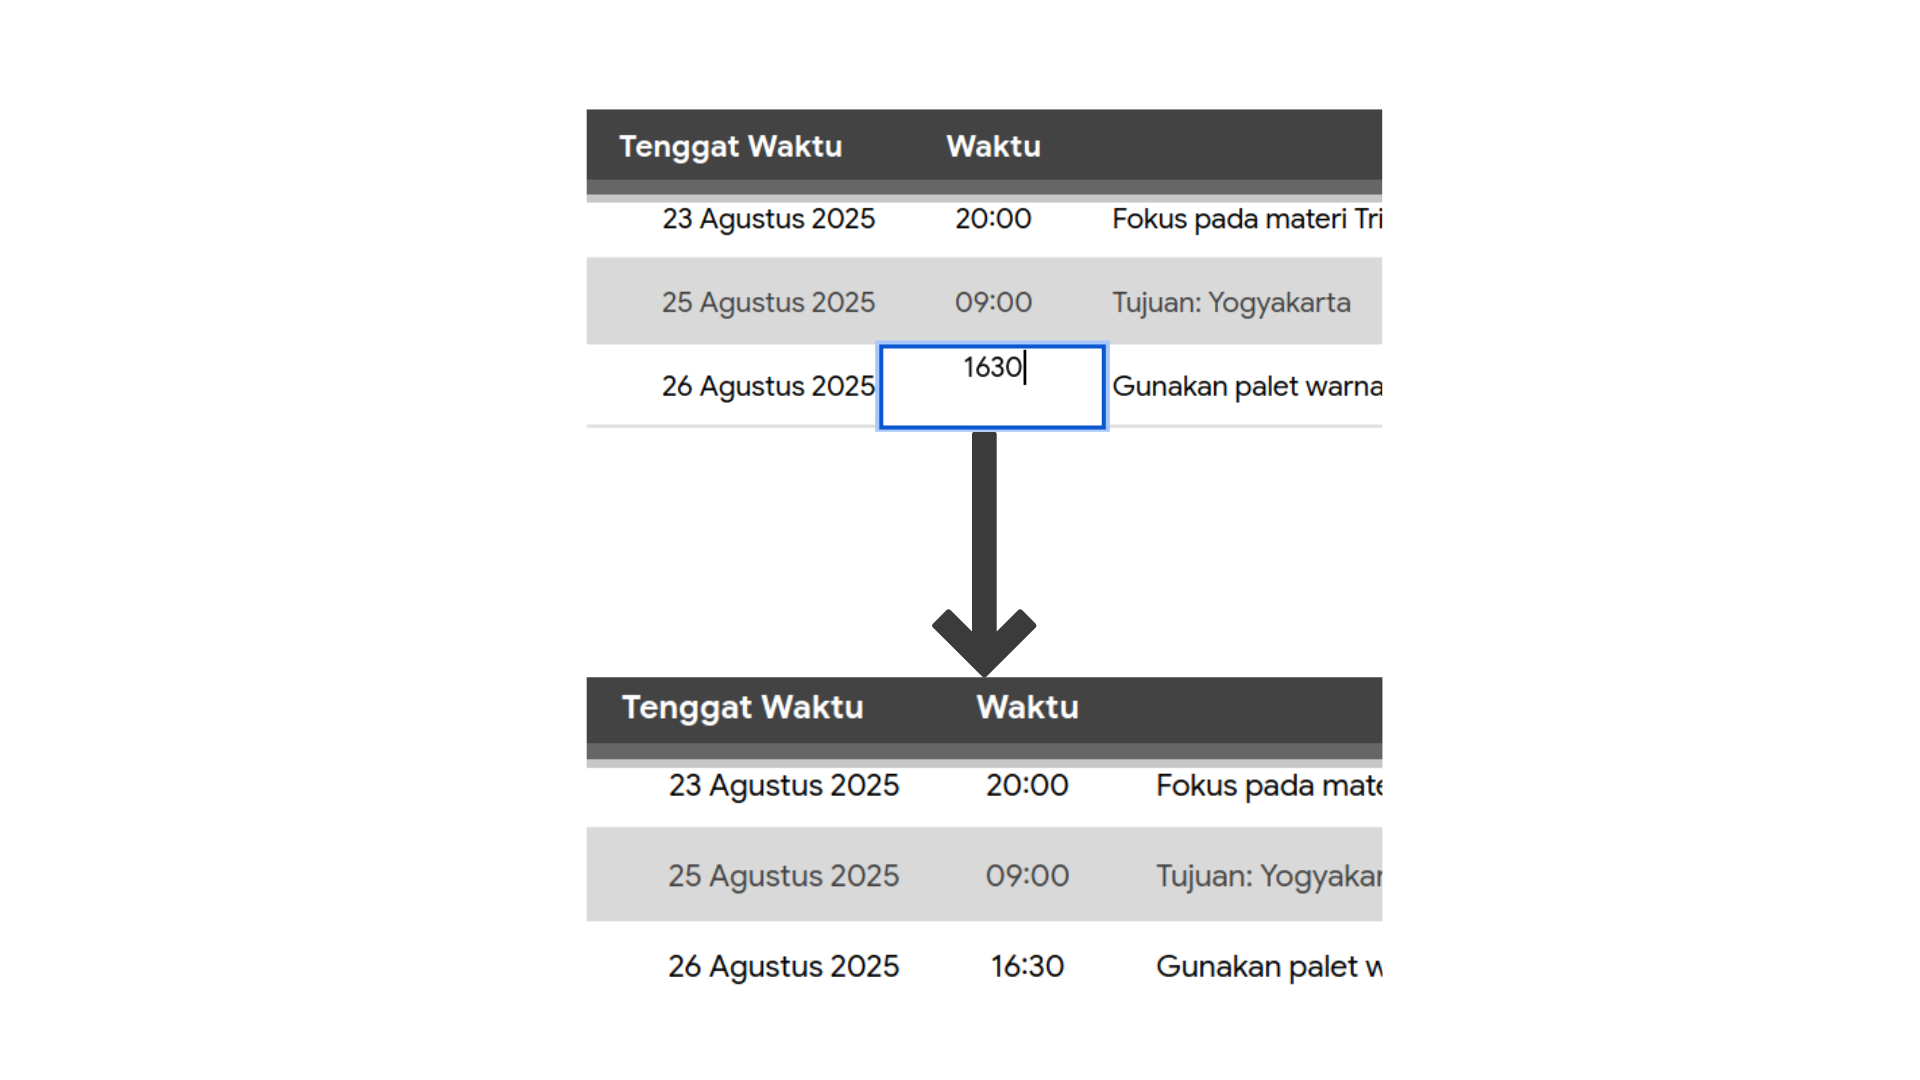 Tenggat Waktu Waktu
23 Agustus 2025 20:00 Fokus pada materi Tri
25 Agustus 2025 09:00 Tujuan: Yogyakarta
26 Agustus 2025 1630 Gunakan palet warna
Tenggat Waktu Waktu
23 Agustus 2025 20:00 Fokus pada mate
25 Agustus 2025 09:00 Tujuan: Yogyakar
26 Agustus 2025 16:30 Gunakan palet w